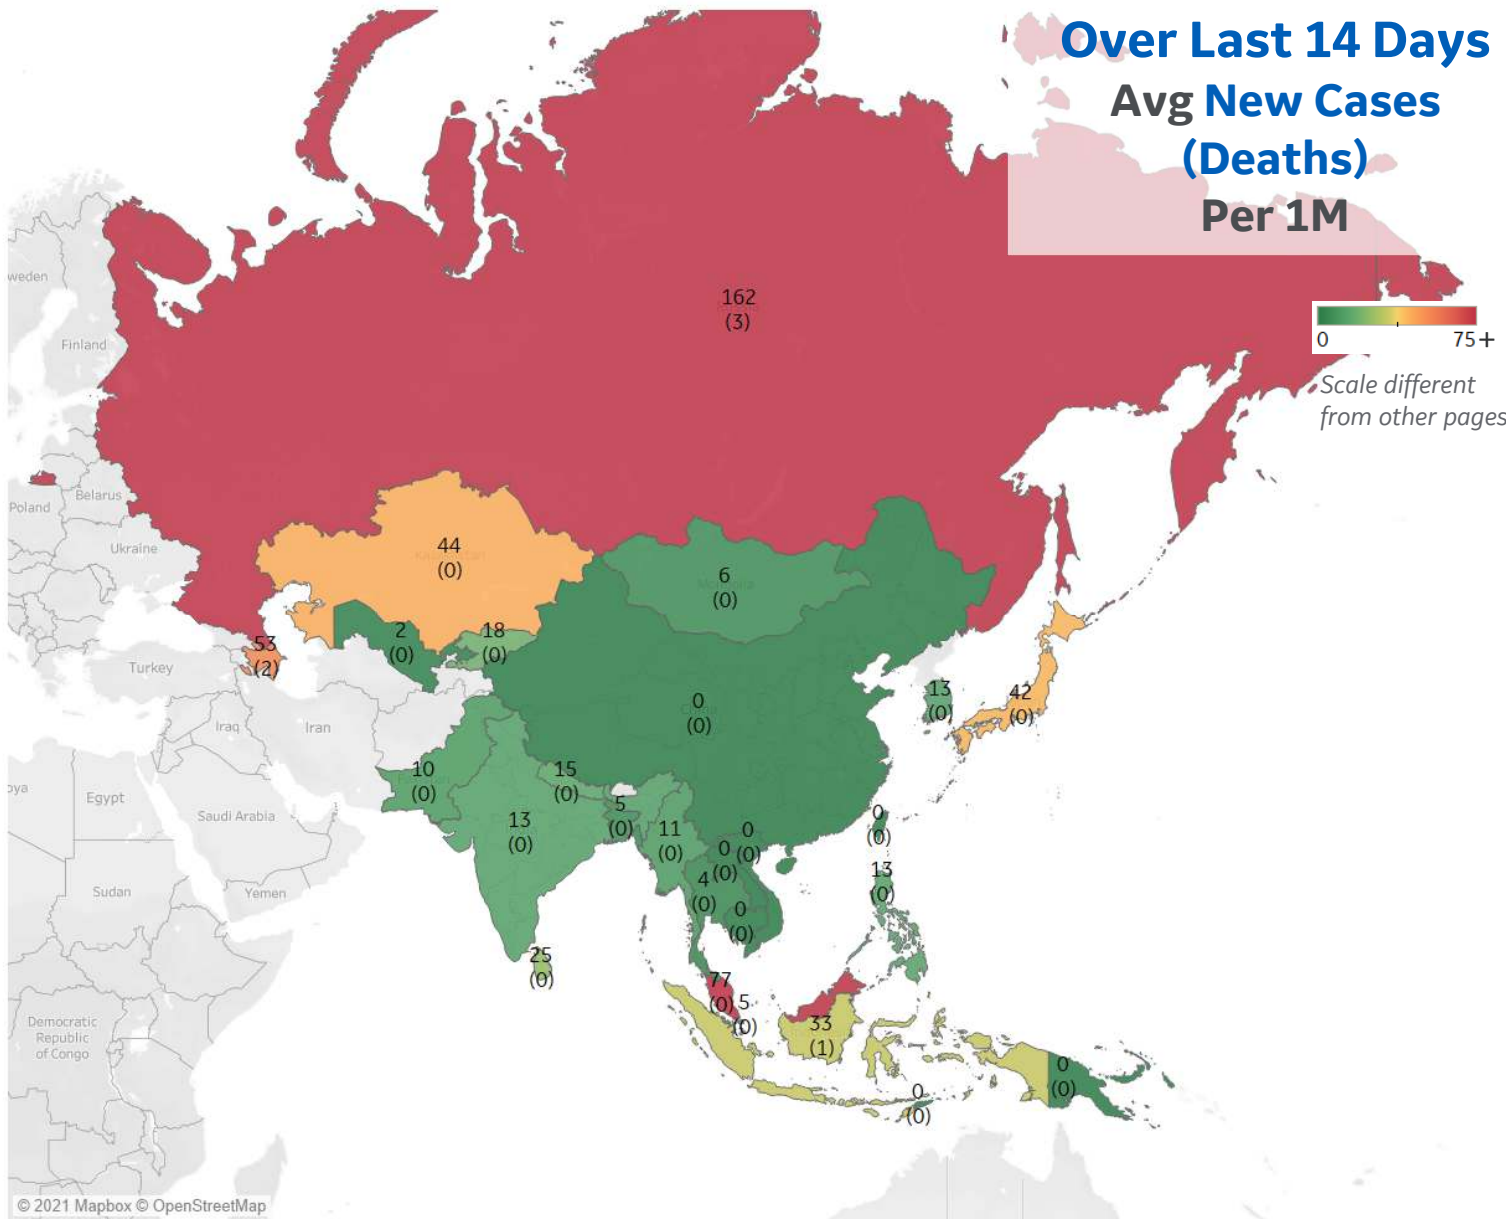 Over Last 14 Days
Avg New Cases
(Deaths)
Per 1M
0
75+
Scale different
from other pages
162
(3)
weden
Finland
Belarus
Poland
Ukraine
Turkey
Iraq
Iran
oya
Egypt
Saudi Arabia
Sudan
Yemen
Democratic
Republic
of Congo
44
(0)
6
(0)
53
(2)
2
(0)
18
(0)
0
(0)
13
(0)
42
(0)
10
(0)
15
(0)
13
(0)
5
(0)
11
(0)
0
(0)
0
(0)
4
(0)
0
(0)
0
(0)
13
(0)
25
(0)
77
(0)
5
(0)
33
(1)
0
(0)
0
(0)
© 2021 Mapbox © OpenStreetMap